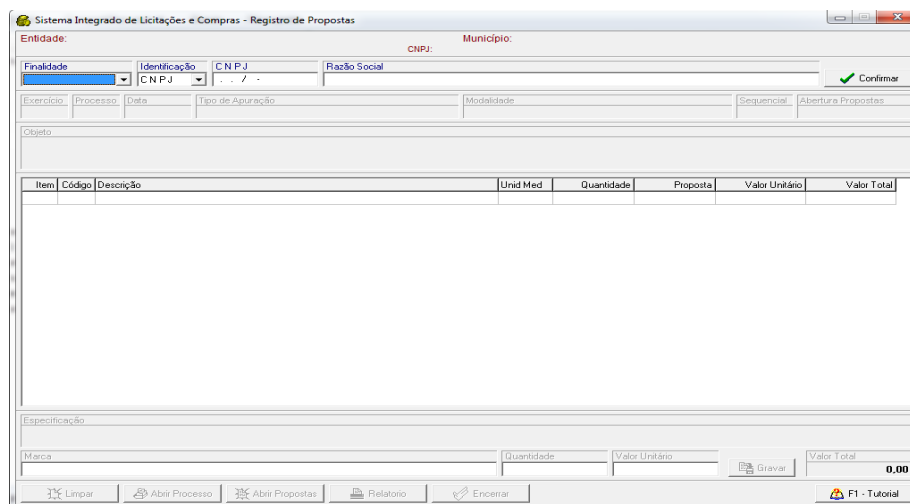 Sistema Integrado de Licitações e Compras - Registro de Propostas
Entidade: Município:
CNPJ:
Finalidade Identificação C N P J Razão Social
C N P J . . / - Confirmar
Exercício Processo Data Tipo de Apuração Modalidade Sequencial Abertura Propostas
Objeto
Item Código Descrição Unid Med Quantidade Proposta Valor Unitário Valor Total
Especificação
Marca Quantidade Valor Unitário Valor Total
Gravar 0,00
Limpar Abrir Processo Abrir Propostas Relatorio Encerrar F1 - Tutorial